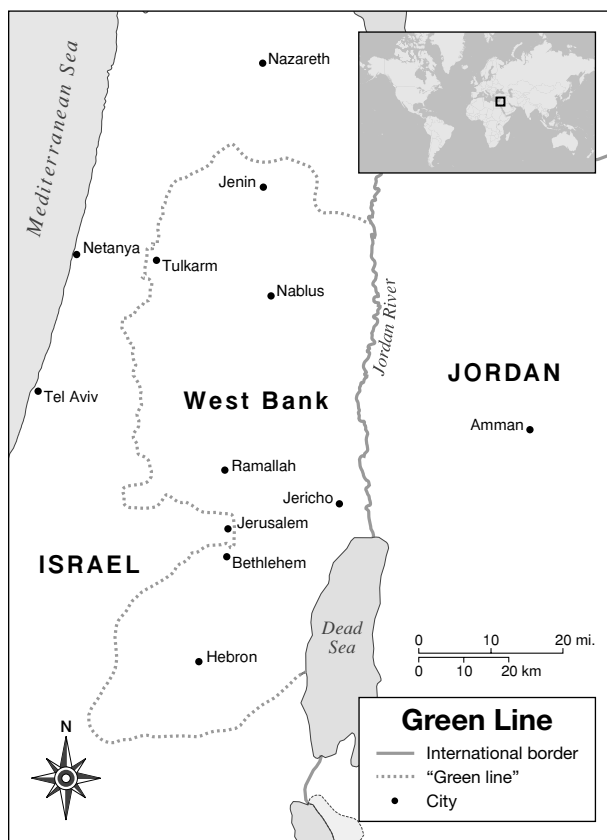 Mediterranean Sea
Nazareth
Jenin
Netanya
Tulkarm
Nablus
Jordan River
JORDAN
West Bank
Tel Aviv
Amman
Ramallah
Jericho
Jerusalem
ISRAEL
Bethlehem
Dead
Sea
Hebron
0 10 20 mi.
0 10 20 km
N
Green Line
International border
“Green line”
City